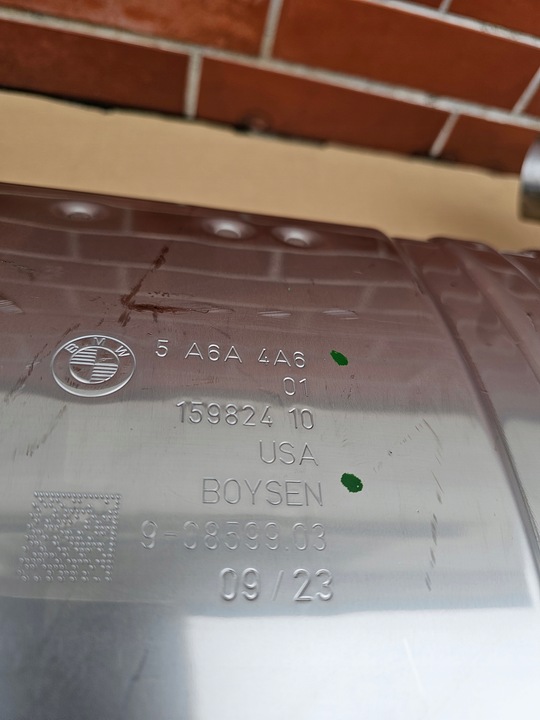 BMW
5 A6A 4A6
01
159824 10
USA
BOYSEN
9-08599.03
09/23